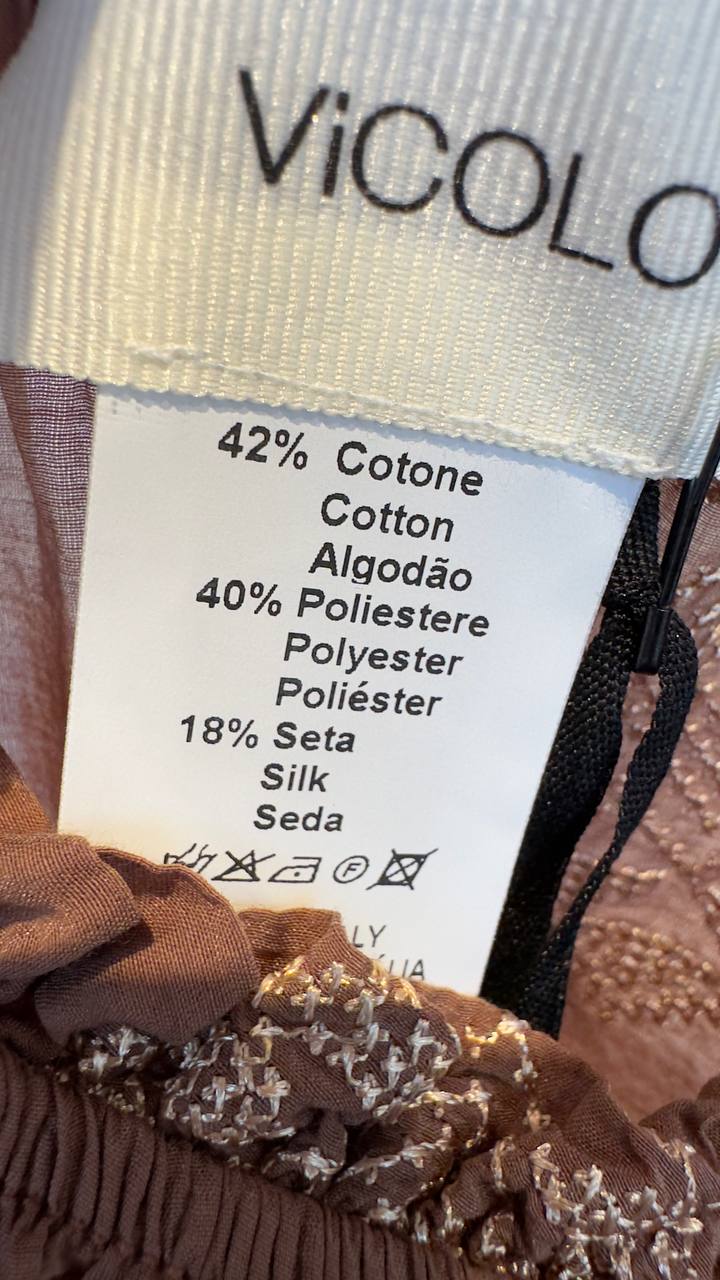 ViCOLO
42% Cotone
Cotton
Algodão
40% Poliestere
Polyester
Poliéster
18% Seta
Silk
Seda
F